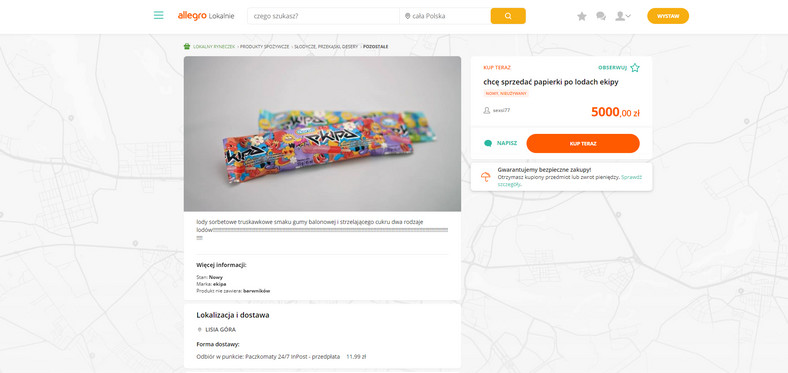 allegro Lokalnie
czego szukasz?
cała Polska
WYSTAW
LOKALNY RYNECZEK › PRODUKTY SPOŻYWCZE › SŁODYCZE, PRZEKĄSKI, DESERY › POZOSTAŁE
ekipa
ekipa
KUP TERAZ
OBSERWUJ
chcę sprzedać papierki po lodach ekipy
NOWY, NIEUŻYWANY
sessi77
5000,00 zł
NAPISZ
KUP TERAZ
Gwarantujemy bezpieczne zakupy!
Otrzymasz kupiony przedmiot lub zwrot pieniędzy. Sprawdź
szczegóły.
lody sorbetowe truskawkowe smaku gumy balonowej i strzelającego cukru dwa rodzaje
Więcej informacji:
Stan: Nowy
Marka: ekipa
Produkt nie zawiera: barwników
Lokalizacja i dostawa
LISIA GÓRA
Forma dostawy:
Odbiór w punkcie: Paczkomaty 24/7 InPost - przedpłata 11,99 zł